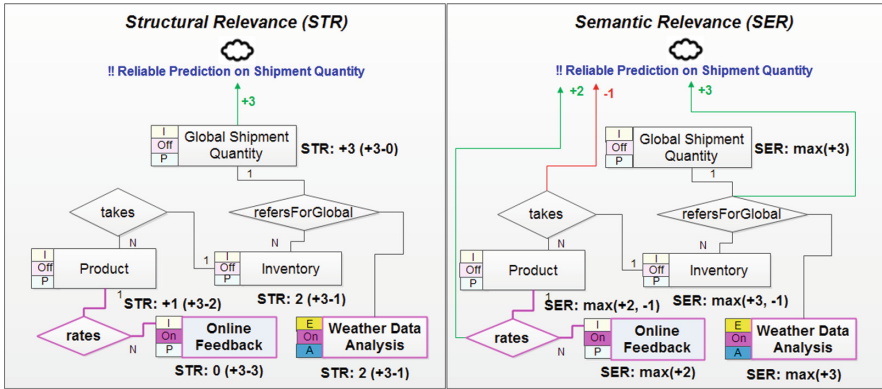 Structural Relevance (STR)
!! Reliable Prediction on Shipment Quantity
+3
I
Off
P
Global Shipment
Quantity
STR: +3 (+3-0)
1
takes
refersForGlobal
N
N
I
Off
P
Product
1
I
Off
P
Inventory
1
STR: +1 (+3-2)
STR: 2 (+3-1)
rates
N
I
On
P
Online
Feedback
E
On
A
Weather Data
Analysis
STR: 0 (+3-3)
STR: 2 (+3-1)
Semantic Relevance (SER)
!! Reliable Prediction on Shipment Quantity
+2
-1
+3
I
Off
P
Global Shipment
Quantity
SER: max(+3)
1
takes
refersForGlobal
N
N
I
Off
P
Product
1
I
Off
P
Inventory
1
SER: max(+2, -1)
SER: max(+3, -1)
rates
N
I
On
P
Online
Feedback
E
On
A
Weather Data
Analysis
SER: max(+2)
SER: max(+3)